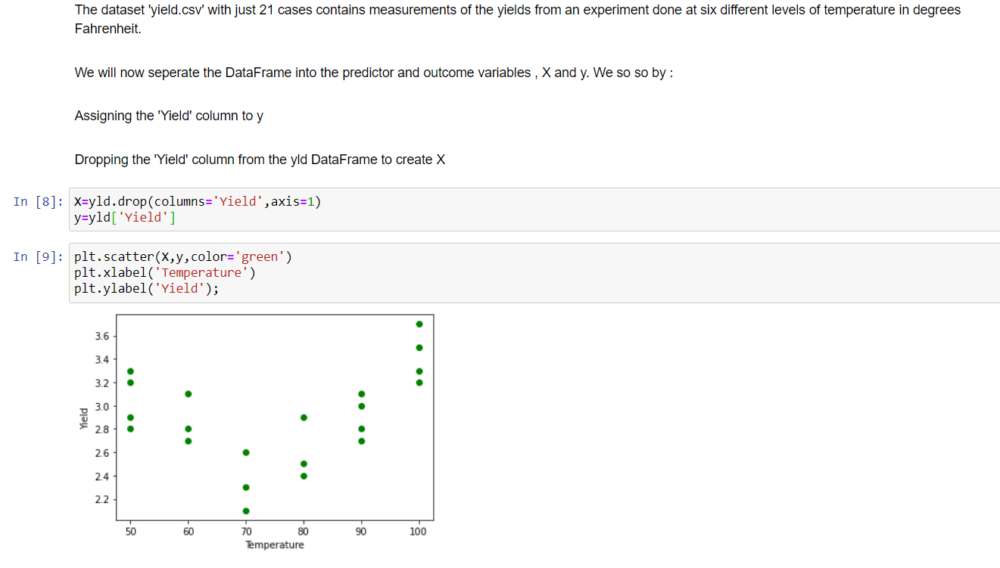 The dataset 'yield.csv' with just 21 cases contains measurements of the yields from an experiment done at six different levels of temperature in degrees
Fahrenheit.
We will now seperate the DataFrame into the predictor and outcome variables , X and y. We so so by :
Assigning the 'Yield' column to y
Dropping the 'Yield' column from the yld DataFrame to create X
In [8]: X=yld.drop(columns='Yield',axis=1)
y=yld['Yield']
In [9]: plt.scatter(X,y,color='green')
plt.xlabel('Temperature')
plt.ylabel('Yield');
3.6
3.4
3.2
3.0
2.8
2.6
2.4
2.2
Yield
50 60 70 80 90 100
Temperature